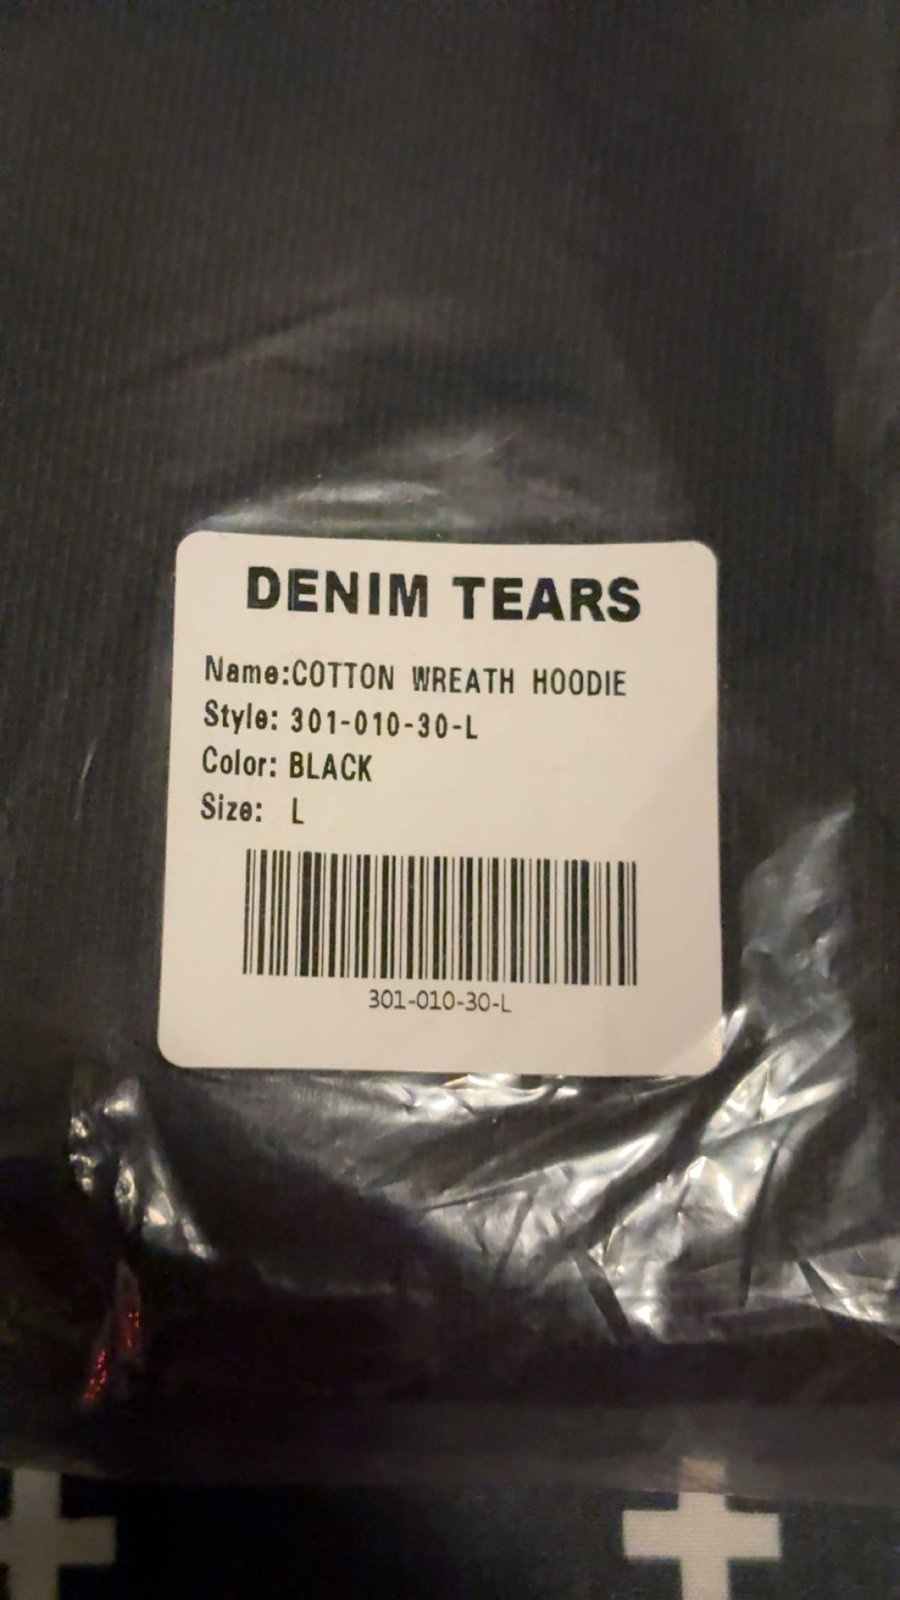 DENIM TEARS
Name:COTTON WREATH HOODIE
Style: 301-010-30-L
Color: BLACK
Size: L
301-010-30-L